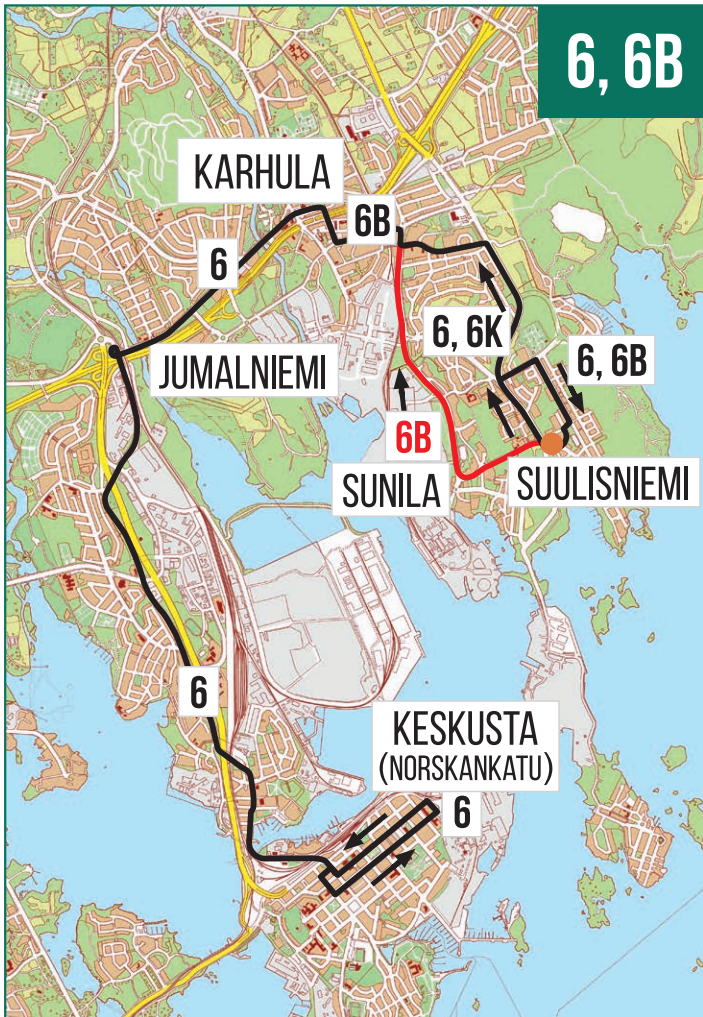 6, 6B
KARHULA
6B
6
6, 6K
6, 6B
JUMALNIEMI
6B
SUNILA
SUULISNIEMI
6
KESKUSTA
(NORSKANKATU)
6